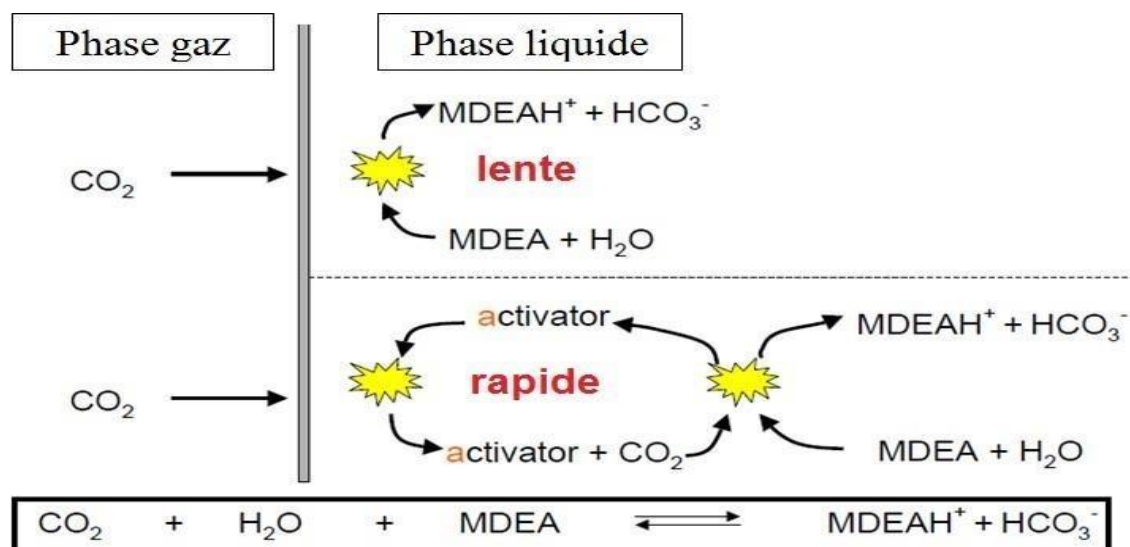 Phase gaz
Phase liquide
MDEAH⁺ + HCO₃⁻
CO₂
lente
MDEA + H₂O
activator
MDEAH⁺ + HCO₃⁻
CO₂
rapide
activator + CO₂
MDEA + H₂O
CO₂ + H₂O + MDEA ⇌ MDEAH⁺ + HCO₃⁻